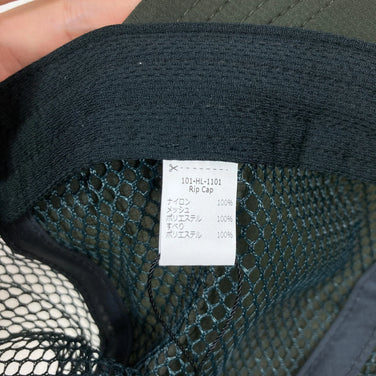 101-HL-1101
Rip Cap
ナイロン 100%
メッシュ
ポリエステル 100%
すべり
ポリエステル 100%